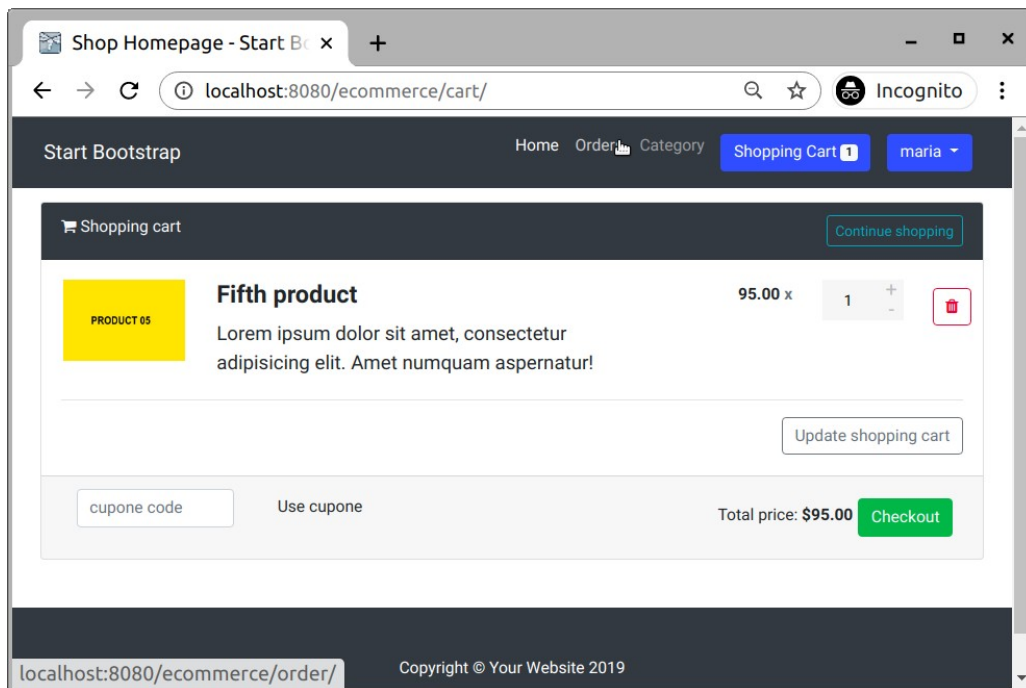 Shop Homepage - Start Bo
localhost:8080/ecommerce/cart/
Incognito
Start Bootstrap
Home Order Category Shopping Cart 1 maria
Shopping cart
Continue shopping
PRODUCT 05
Fifth product
95.00 x 1 + -
Lorem ipsum dolor sit amet, consectetur
adipisicing elit. Amet numquam aspernatur!
Update shopping cart
cupone code
Use cupone
Total price: $95.00 Checkout
localhost:8080/ecommerce/order/
Copyright © Your Website 2019